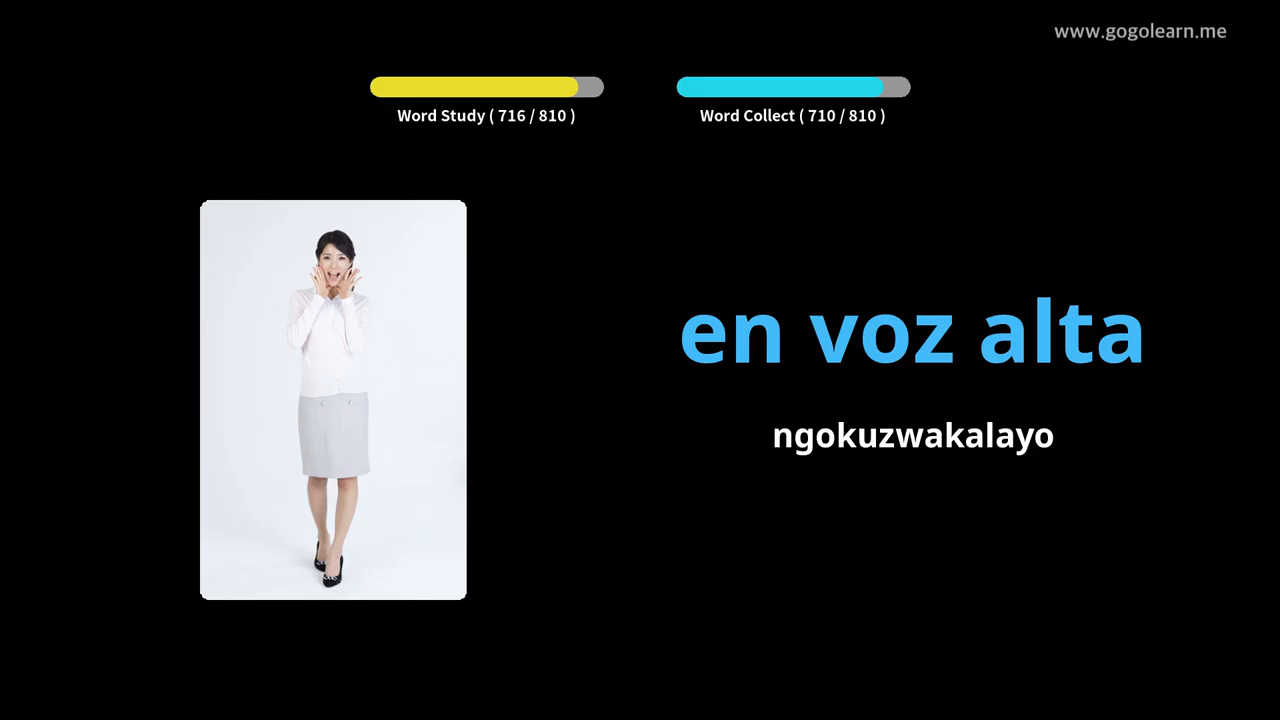 www.gogolearn.me
Word Study ( 716 / 810 )
Word Collect ( 710 / 810 )
en voz alta
ngokuzwakalayo